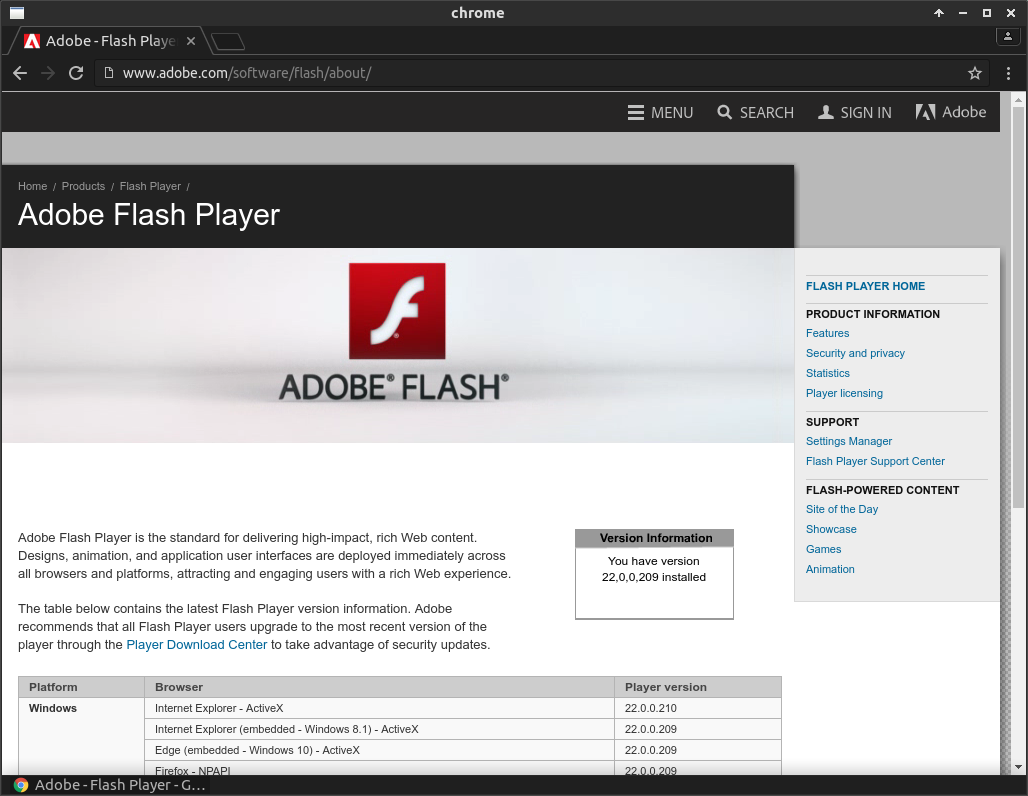 chrome
Adobe - Flash Playe
www.adobe.com/software/flash/about/
MENU SEARCH SIGN IN Adobe
Home / Products / Flash Player /
Adobe Flash Player
ADOBE® FLASH®
FLASH PLAYER HOME
PRODUCT INFORMATION
Features
Security and privacy
Statistics
Player licensing
SUPPORT
Settings Manager
Flash Player Support Center
FLASH-POWERED CONTENT
Site of the Day
Showcase
Games
Animation
Adobe Flash Player is the standard for delivering high-impact, rich Web content.
Designs, animation, and application user interfaces are deployed immediately across
all browsers and platforms, attracting and engaging users with a rich Web experience.
Version Information
You have version
22,0,0,209 installed
The table below contains the latest Flash Player version information. Adobe
recommends that all Flash Player users upgrade to the most recent version of the
player through the Player Download Center to take advantage of security updates.
Platform Browser Player version
Windows Internet Explorer - ActiveX 22.0.0.210
Internet Explorer (embedded - Windows 8.1) - ActiveX 22.0.0.209
Edge (embedded - Windows 10) - ActiveX 22.0.0.209
Firefox - NPAPI 22.0.0.209
Adobe - Flash Player - G…